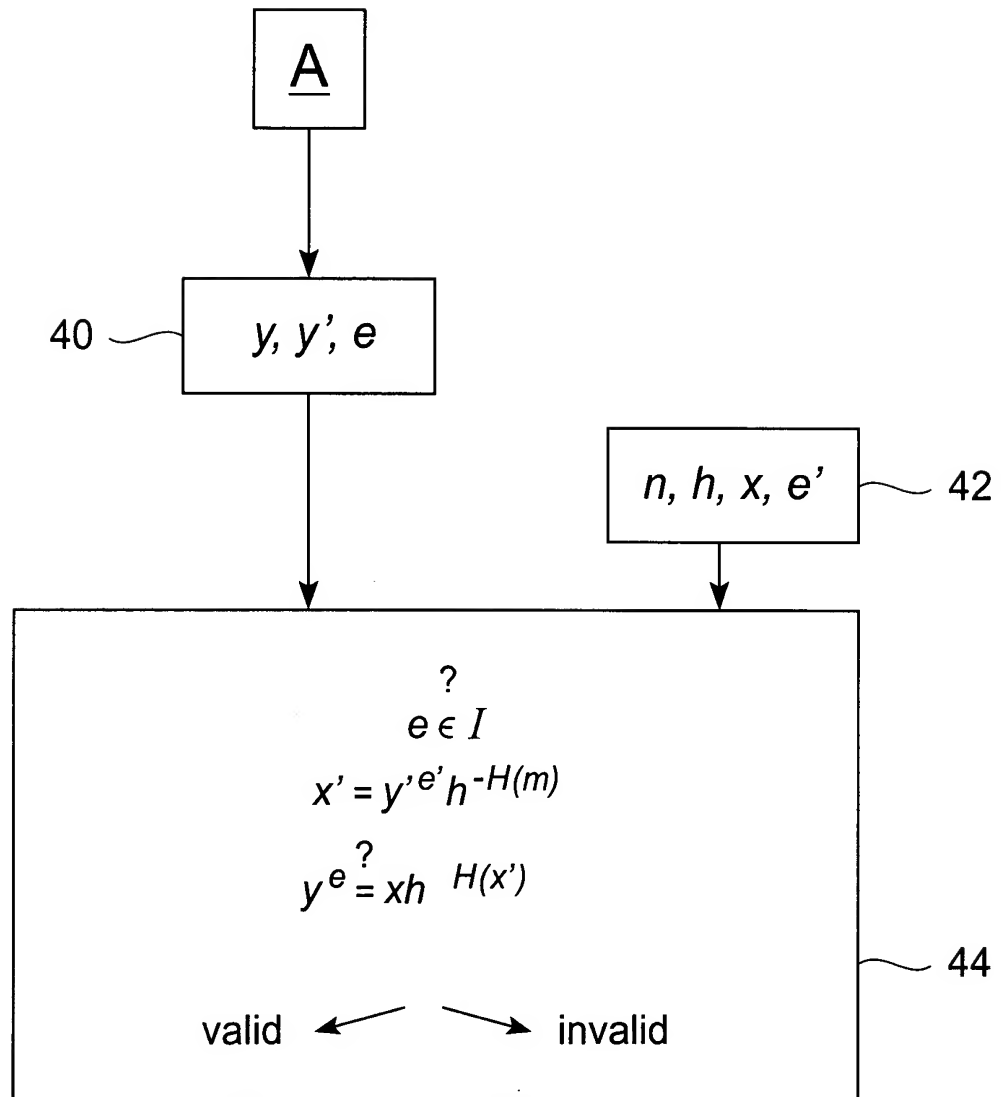 A
40
y, y', e
n, h, x, e'
42
?
e ϵ I
x' = y'^e' h^-H(m)
?
y^e = xh^H(x')
44
valid
invalid